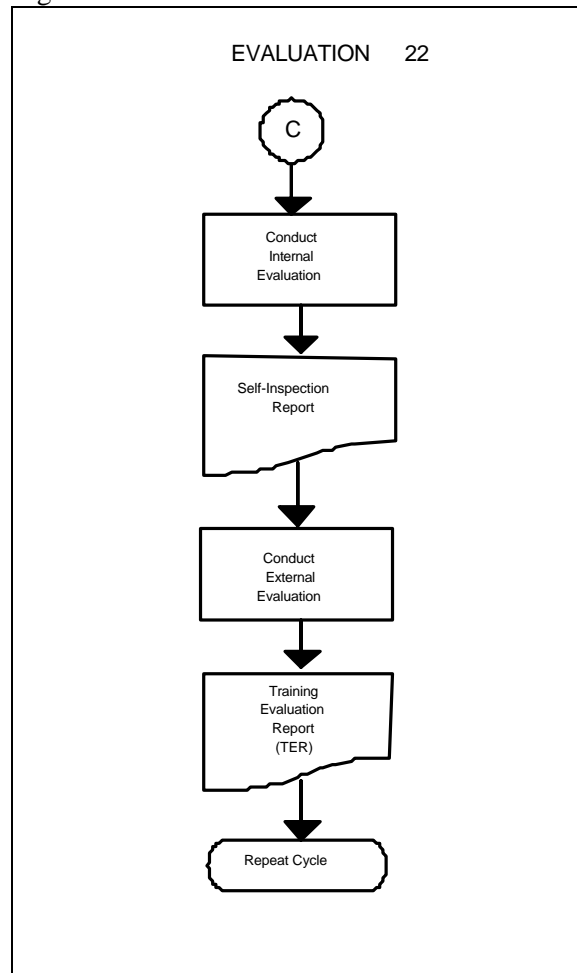 EVALUATION 22
C
Conduct
Internal
Evaluation
Self-Inspection
Report
Conduct
External
Evaluation
Training
Evaluation
Report
(TER)
Repeat Cycle